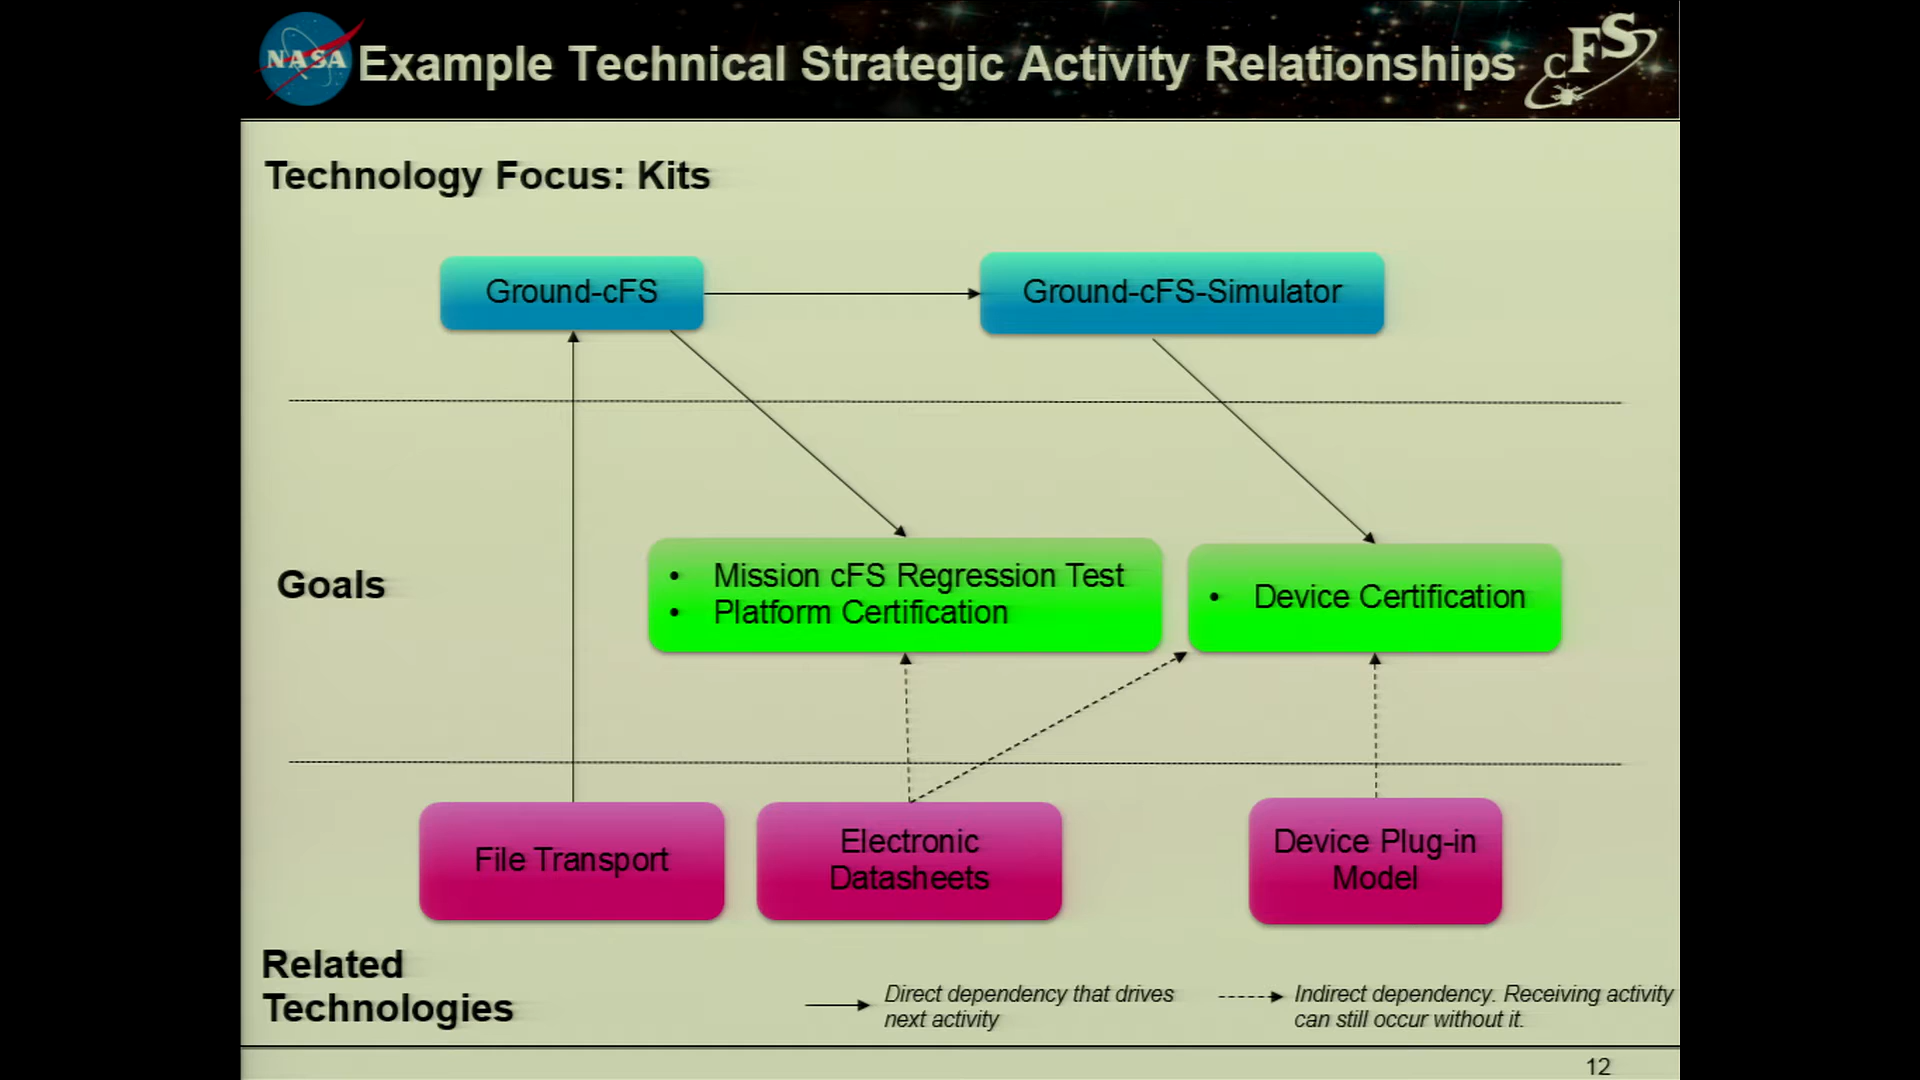 NASA
Example Technical Strategic Activity Relationships
cFS
Technology Focus: Kits
Ground-cFS
Ground-cFS-Simulator
Goals
• Mission cFS Regression Test
• Platform Certification
• Device Certification
File Transport
Electronic
Datasheets
Device Plug-in
Model
Related
Technologies
Direct dependency that drives
next activity
Indirect dependency. Receiving activity
can still occur without it.
12